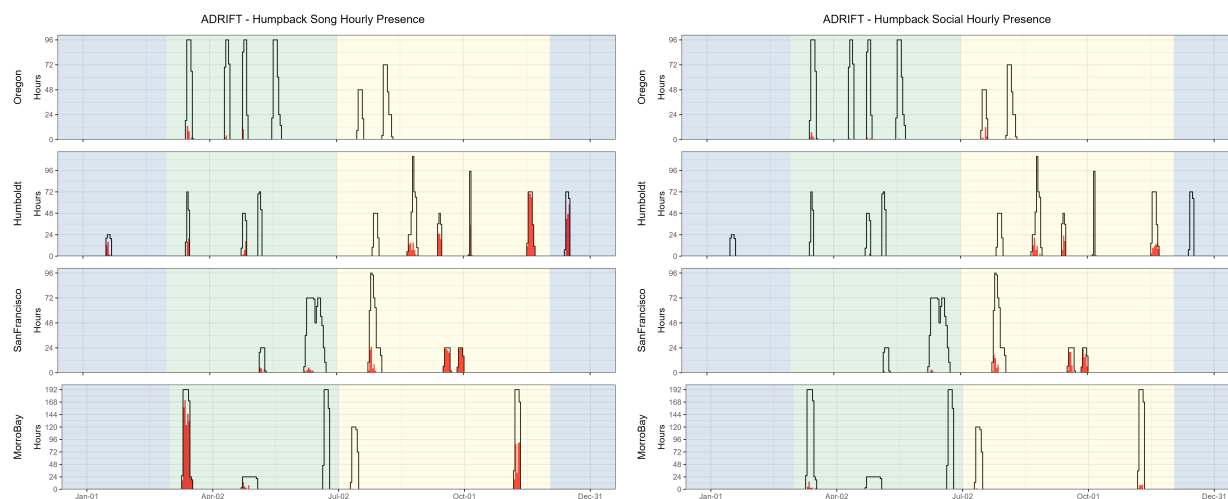 ADRIFT - Humpback Song Hourly Presence
Oregon
Hours
96
72
48
24
0
Humboldt
Hours
96
72
48
24
0
SanFrancisco
Hours
96
72
48
24
0
MorroBay
Hours
192
168
144
120
96
72
48
24
0
Jan-01 Apr-02 Jul-02 Oct-01 Dec-31
ADRIFT - Humpback Social Hourly Presence
Oregon
Hours
96
72
48
24
0
Humboldt
Hours
96
72
48
24
0
SanFrancisco
Hours
96
72
48
24
0
MorroBay
Hours
192
168
144
120
96
72
48
24
0
Jan-01 Apr-02 Jul-02 Oct-01 Dec-31